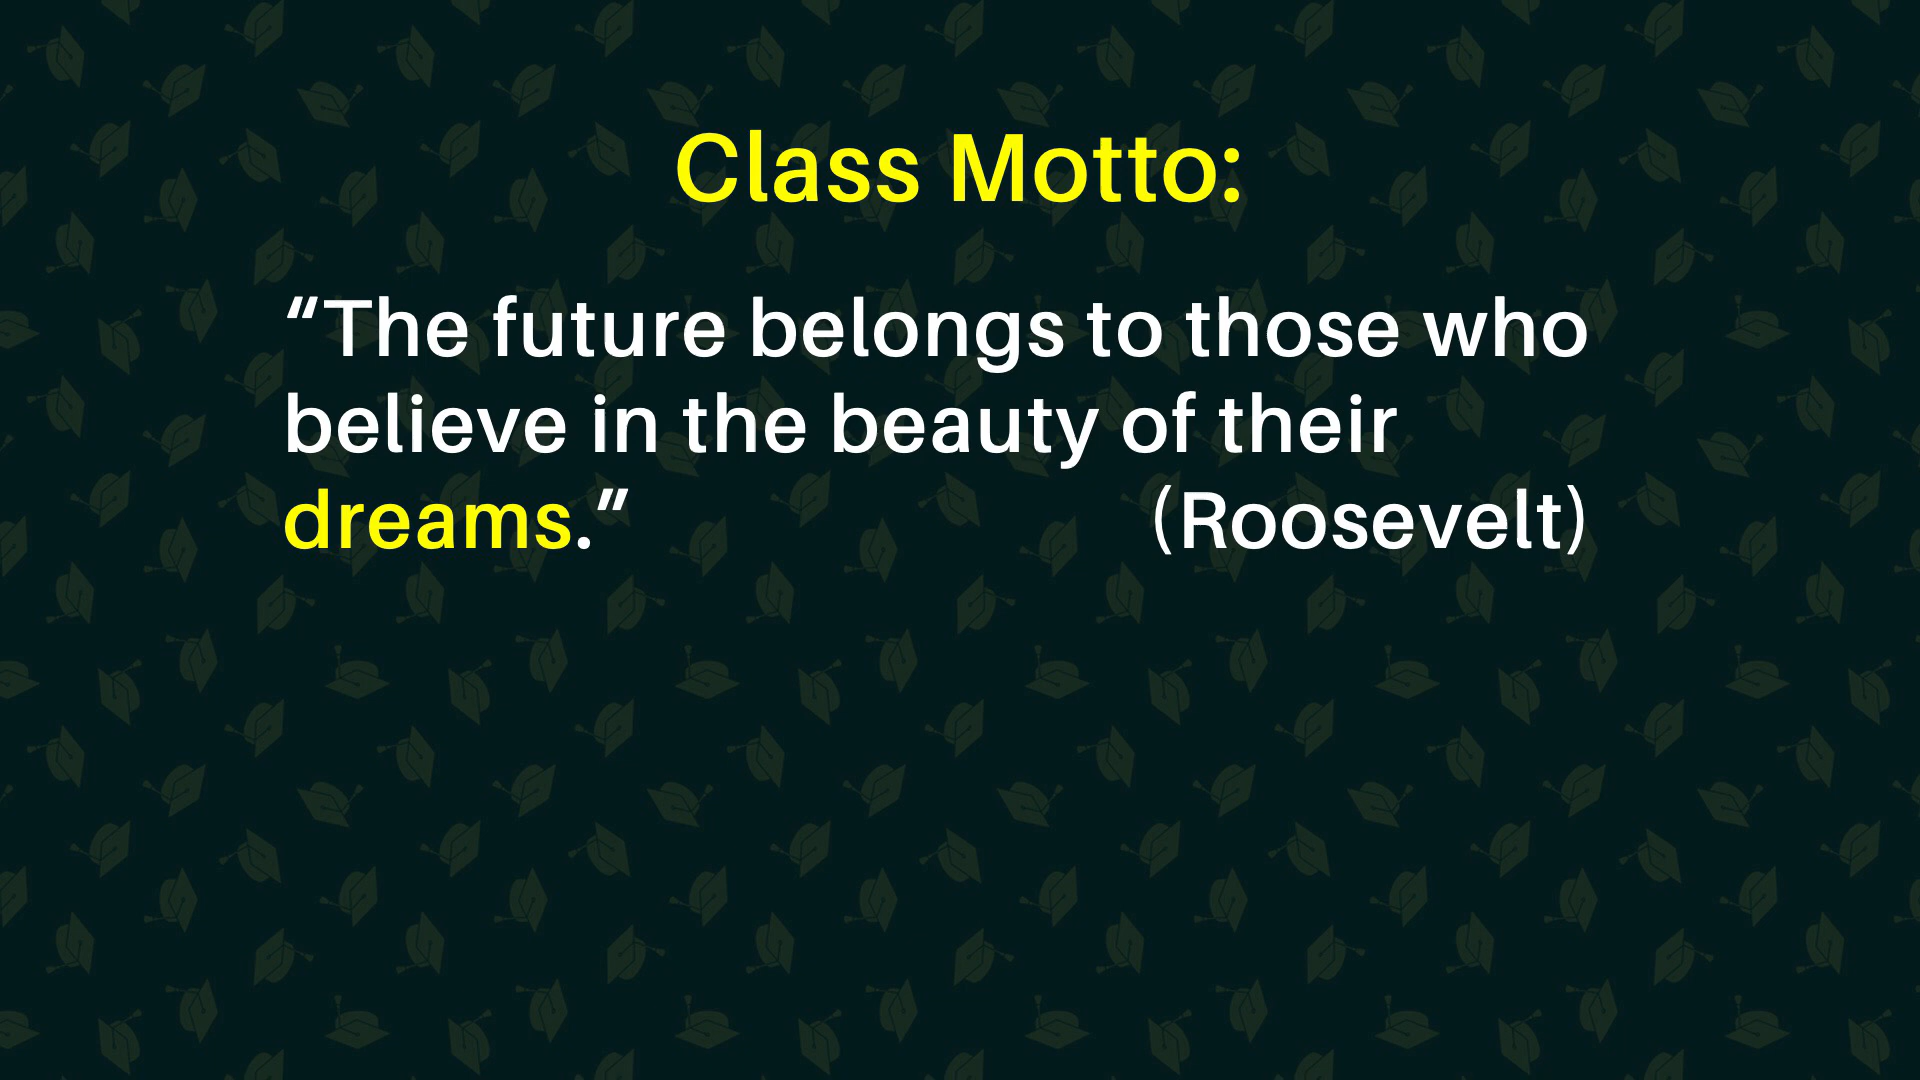 Class Motto:
“The future belongs to those who
believe in the beauty of their
dreams.” (Roosevelt)